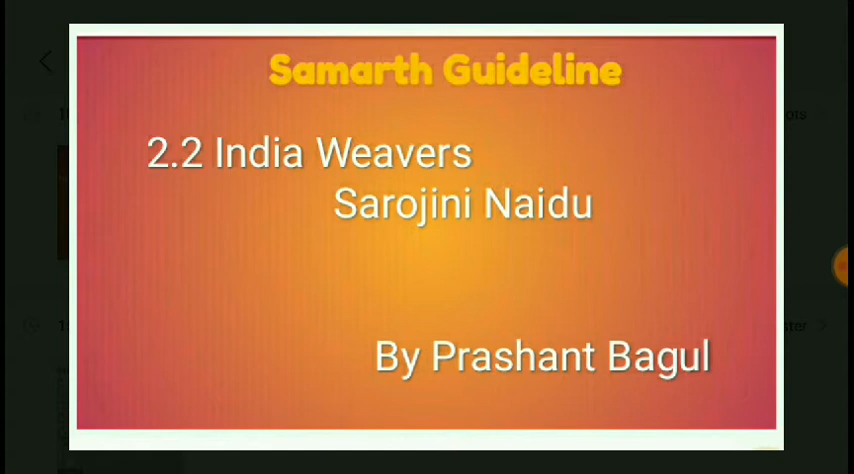 Samarth Guideline
2.2 India Weavers
Sarojini Naidu
By Prashant Bagul